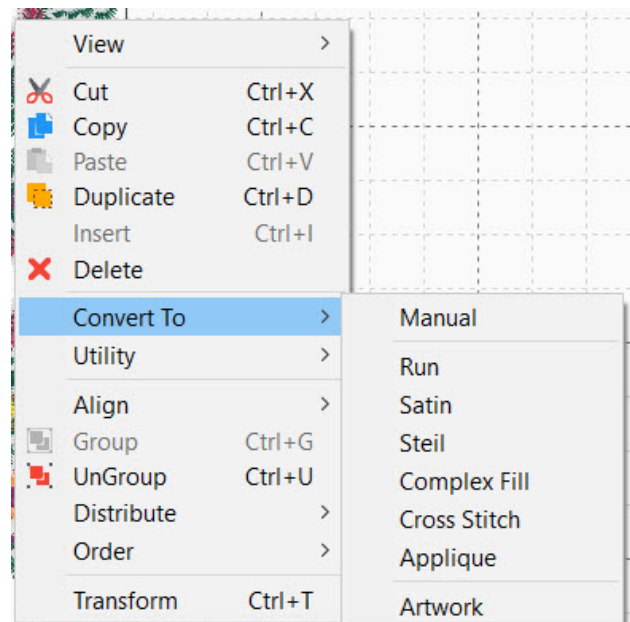 View
Cut Ctrl+X
Copy Ctrl+C
Paste Ctrl+V
Duplicate Ctrl+D
Insert Ctrl+I
Delete
Convert To
Utility
Align
Group Ctrl+G
UnGroup Ctrl+U
Distribute
Order
Transform Ctrl+T
Manual
Run
Satin
Steil
Complex Fill
Cross Stitch
Applique
Artwork